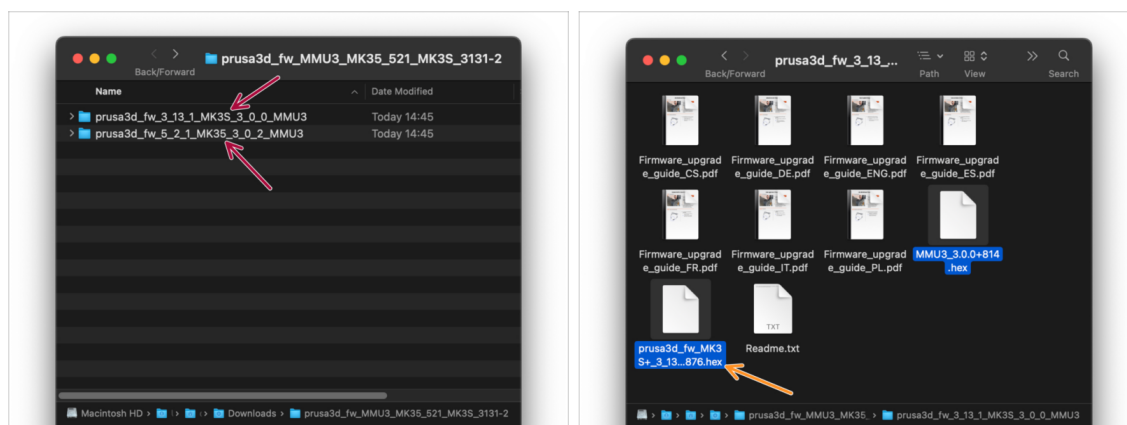 prusa3d_fw_MMU3_MK35_521_MK3S_3131-2
Back/Forward
Name
Date Modified
prusa3d_fw_3_13_1_MK3S_3_0_0_MMU3
Today 14:45
prusa3d_fw_5_2_1_MK35_3_0_2_MMU3
Today 14:45
Macintosh HD
Downloads
prusa3d_fw_MMU3_MK35_521_MK3S_3131-2
prusa3d_fw_3_13_...
Back/Forward
Path
View
Search
Firmware_upgrad
e_guide_CS.pdf
Firmware_upgrad
e_guide_DE.pdf
Firmware_upgrad
e_guide_ENG.pdf
Firmware_upgrad
e_guide_ES.pdf
Firmware_upgrad
e_guide_FR.pdf
Firmware_upgrad
e_guide_IT.pdf
Firmware_upgrad
e_guide_PL.pdf
MMU3_3.0.0+814
.hex
prusa3d_fw_MK3
S+_3_13...876.hex
TXT
Readme.txt
prusa3d_fw_MMU3_MK35_
prusa3d_fw_3_13_1_MK3S_3_0_0_MMU3